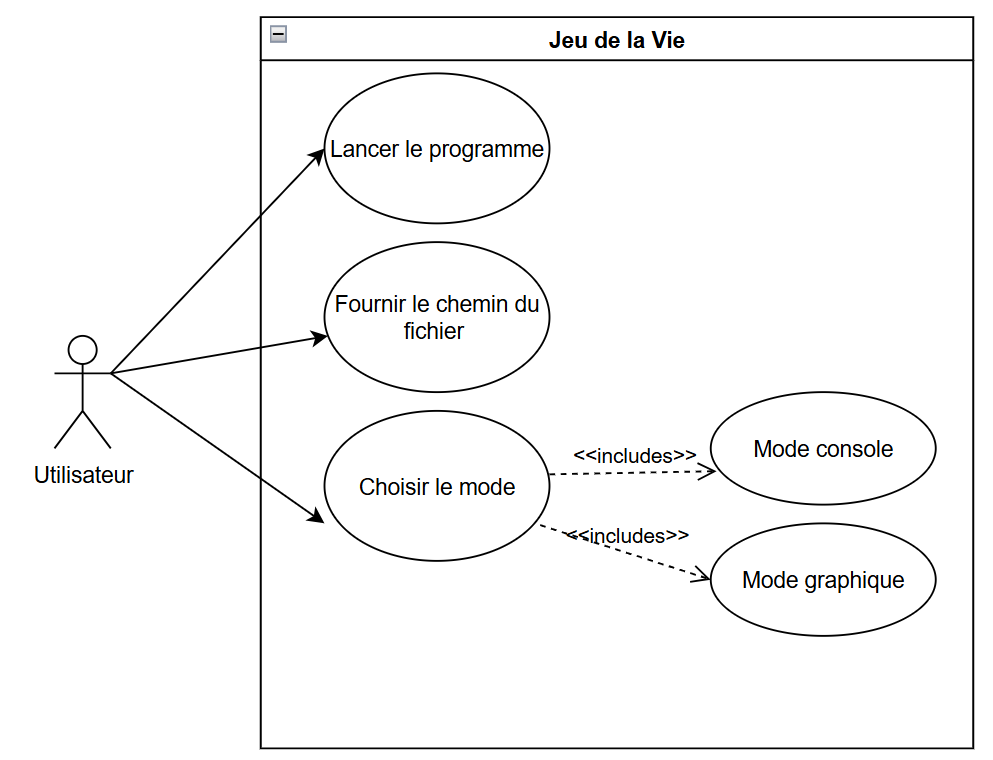 Jeu de la Vie
Lancer le programme
Fournir le chemin du
fichier
Utilisateur
Choisir le mode
<<includes>>
Mode console
<<includes>>
Mode graphique